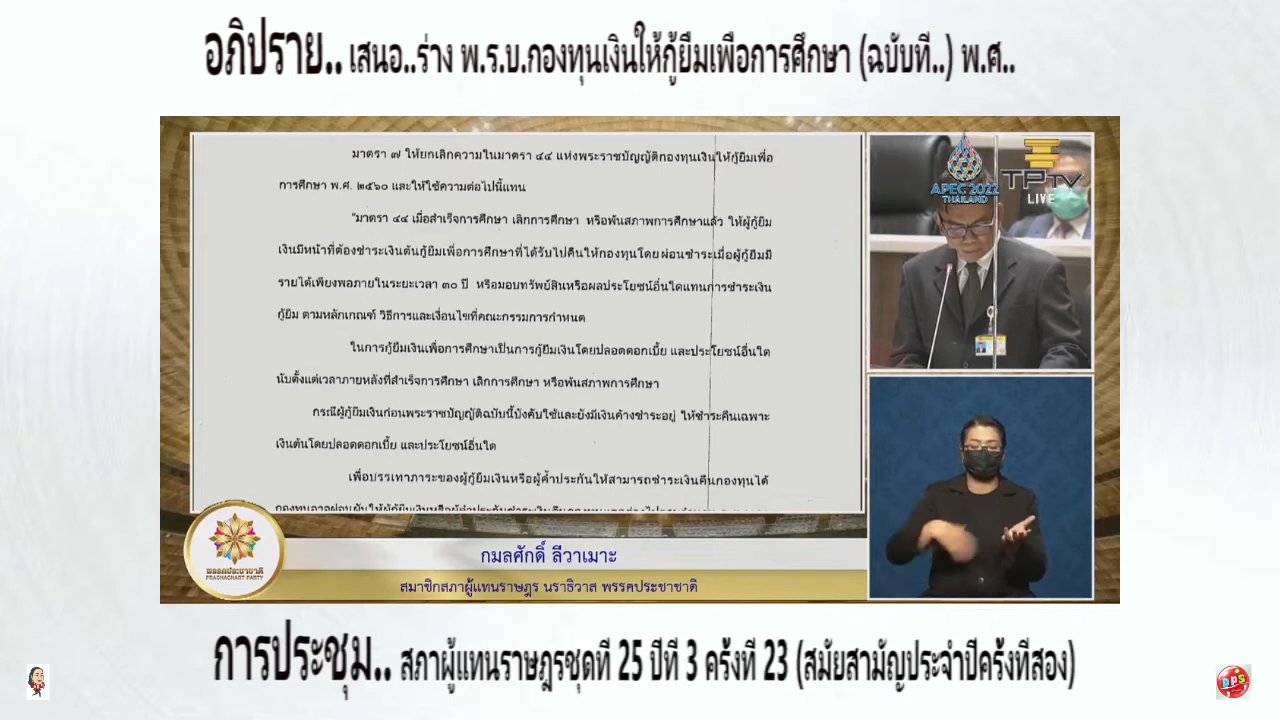 อภิปราย.. เสนอ..ร่าง พ.ร.บ.กองทุนเงินให้กู้ยืมเพื่อการศึกษา (ฉบับที่..) พ.ศ..
มาตรา ๗ ให้ยกเลิกความในมาตรา ๔๔ แห่งพระราชบัญญัติกองทุนเงินให้กู้ยืมเพื่อ
การศึกษา พ.ศ. ๒๕๖๐ และให้ใช้ความต่อไปนี้แทน
"มาตรา ๔๔ เมื่อสำเร็จการศึกษา เลิกการศึกษา หรือพ้นสภาพการศึกษาแล้ว ให้ผู้กู้ยืม
เงินมีหน้าที่ต้องชำระเงินต้นกู้ยืมเพื่อการศึกษาที่ได้รับไปคืนให้กองทุนโดยผ่อนชำระเมื่อผู้กู้ยืมมี
รายได้เพียงพอภายในระยะเวลา ๓๐ ปี หรือมอบทรัพย์สินหรือผลประโยชน์อื่นใดแทนการชำระเงิน
กู้ยืม ตามหลักเกณฑ์ วิธีการและเงื่อนไขที่คณะกรรมการกำหนด
ในการกู้ยืมเงินเพื่อการศึกษาเป็นการกู้ยืมเงินโดยปลอดดอกเบี้ย และประโยชน์อื่นใด
นับตั้งแต่เวลาภายหลังที่สำเร็จการศึกษา เลิกการศึกษา หรือพ้นสภาพการศึกษา
กรณีผู้กู้ยืมเงินก่อนพระราชบัญญัติฉบับนี้บังคับใช้และยังมีเงินค้างชำระอยู่ ให้ชำระคืนเฉพาะ
เงินต้นโดยปลอดดอกเบี้ย และประโยชน์อื่นใด
เพื่อบรรเทาภาระของผู้กู้ยืมเงินหรือผู้ค้ำประกันให้สามารถชำระเงินคืนกองทุนได้
APEC 2022
THAILAND
TPTV
LIVE
พรรคประชาชาติ
PRACHACHART PARTY
กมลศักดิ์ ลีวาเมาะ
สมาชิกสภาผู้แทนราษฎร นราธิวาส พรรคประชาชาติ
การประชุม.. สภาผู้แทนราษฎรชุดที่ 25 ปีที่ 3 ครั้งที่ 23 (สมัยสามัญประจำปีครั้งที่สอง)